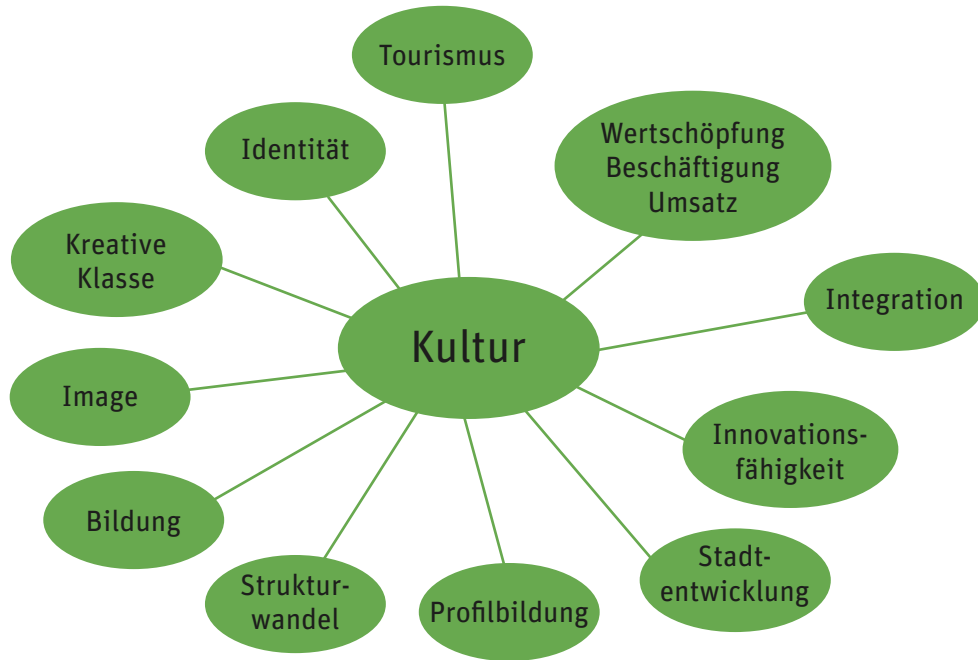 Tourismus
Identität
Wertschöpfung
Beschäftigung
Umsatz
Kreative
Klasse
Integration
Kultur
Image
Innovations-
fähigkeit
Bildung
Stadt-
entwicklung
Struktur-
wandel
Profilbildung